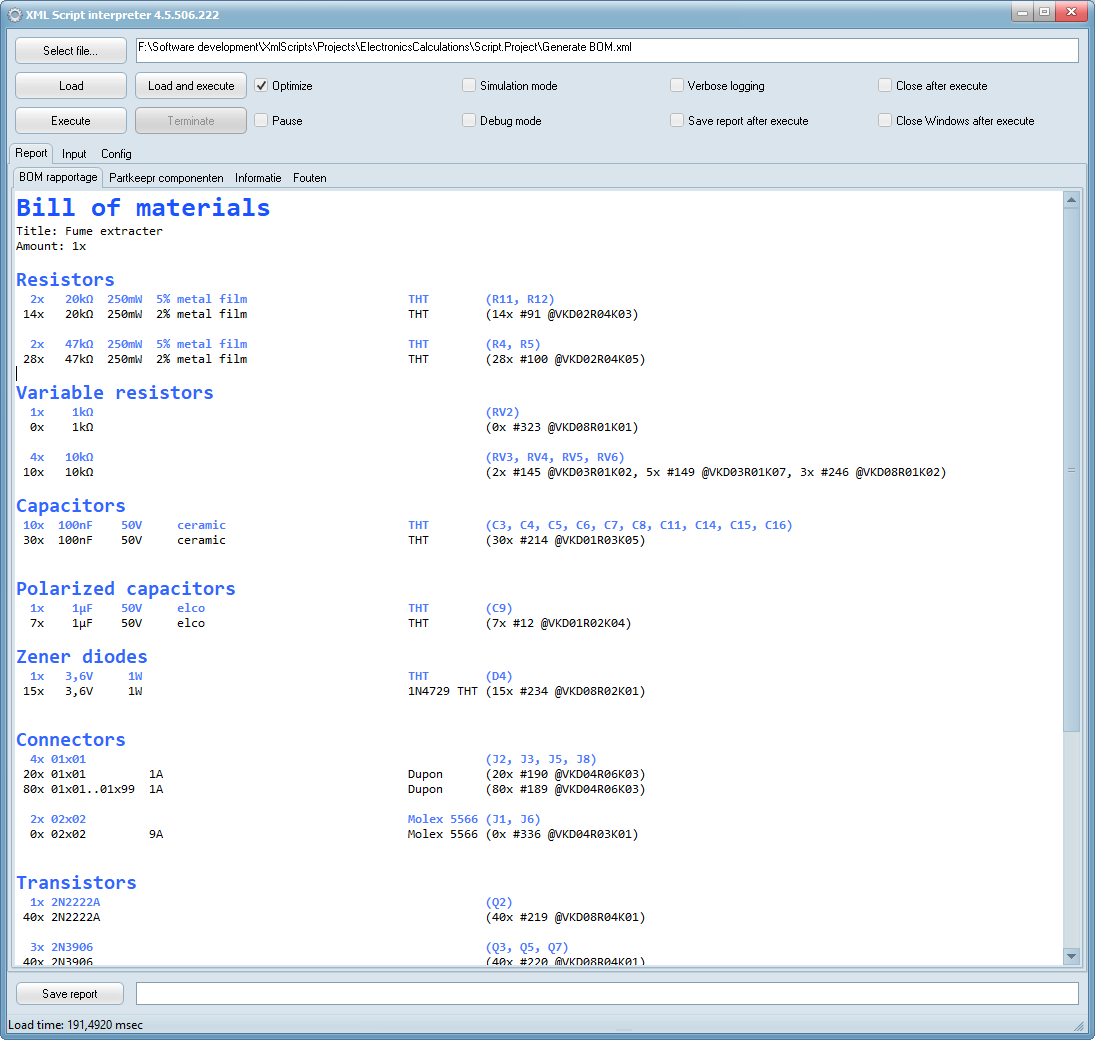 XML Script interpreter 4.5.506.222
Select file... F:\Software development\XmlScripts\Projects\ElectronicsCalculations\Script.Project\Generate BOM.xml
Load Load and execute Optimize Simulation mode Verbose logging Close after execute
Execute Terminate Pause Debug mode Save report after execute Close Windows after execute
Report Input Config
BOM rapportage Partkeepr componenten Informatie Fouten
Bill of materials
Title: Fume extracter
Amount: 1x
Resistors
2x 20kΩ 250mW 5% metal film THT (R11, R12)
14x 20kΩ 250mW 2% metal film THT (14x #91 @VKD02R04K03)
2x 47kΩ 250mW 5% metal film THT (R4, R5)
28x 47kΩ 250mW 2% metal film THT (28x #100 @VKD02R04K05)
Variable resistors
1x 1kΩ (RV2)
0x 1kΩ (0x #323 @VKD08R01K01)
4x 10kΩ (RV3, RV4, RV5, RV6)
10x 10kΩ (2x #145 @VKD03R01K02, 5x #149 @VKD03R01K07, 3x #246 @VKD08R01K02)
Capacitors
10x 100nF 50V ceramic THT (C3, C4, C5, C6, C7, C8, C11, C14, C15, C16)
30x 100nF 50V ceramic THT (30x #214 @VKD01R03K05)
Polarized capacitors
1x 1µF 50V elco THT (C9)
7x 1µF 50V elco THT (7x #12 @VKD01R02K04)
Zener diodes
1x 3,6V 1W THT (D4)
15x 3,6V 1W 1N4729 THT (15x #234 @VKD08R02K01)
Connectors
4x 01x01 (J2, J3, J5, J8)
20x 01x01 1A Dupon (20x #190 @VKD04R06K03)
80x 01x01..01x99 1A Dupon (80x #189 @VKD04R06K03)
2x 02x02 Molex 5566 (J1, J6)
0x 02x02 9A Molex 5566 (0x #336 @VKD04R03K01)
Transistors
1x 2N2222A (Q2)
40x 2N2222A (40x #219 @VKD08R04K01)
3x 2N3906 (Q3, Q5, Q7)
40x 2N3906 (40x #220 @VKD08R04K01)
Save report
Load time: 191,4920 msec